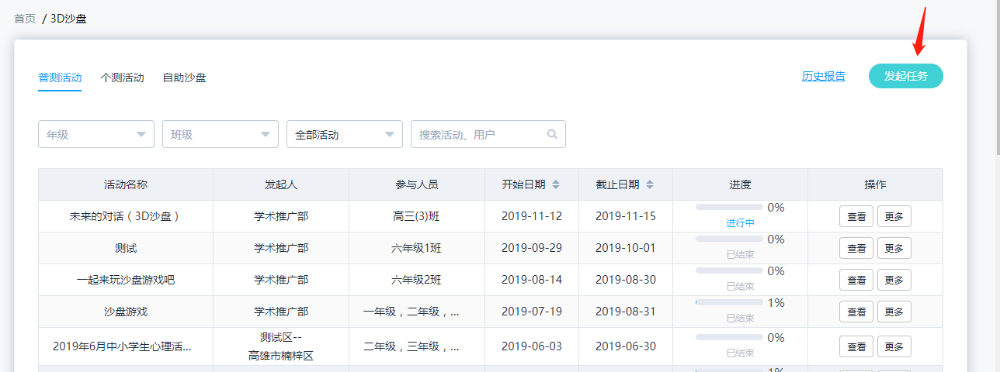 首页 / 3D沙盘
普测活动 个测活动 自助沙盘 历史报告 发起任务
年级 班级 全部活动 搜索活动、用户
活动名称 发起人 参与人员 开始日期 截止日期 进度 操作
未来的对话（3D沙盘） 学术推广部 高三(3)班 2019-11-12 2019-11-15 0% 进行中 查看 更多
测试 学术推广部 六年级1班 2019-09-29 2019-10-01 0% 已结束 查看 更多
一起来玩沙盘游戏吧 学术推广部 六年级2班 2019-08-14 2019-08-30 0% 已结束 查看 更多
沙盘游戏 学术推广部 一年级，二年级，... 2019-07-19 2019-08-31 1% 已结束 查看 更多
2019年6月中小学生心理活... 测试区--高雄市楠梓区 二年级，三年级，... 2019-06-03 2019-06-30 0% 已结束 查看 更多